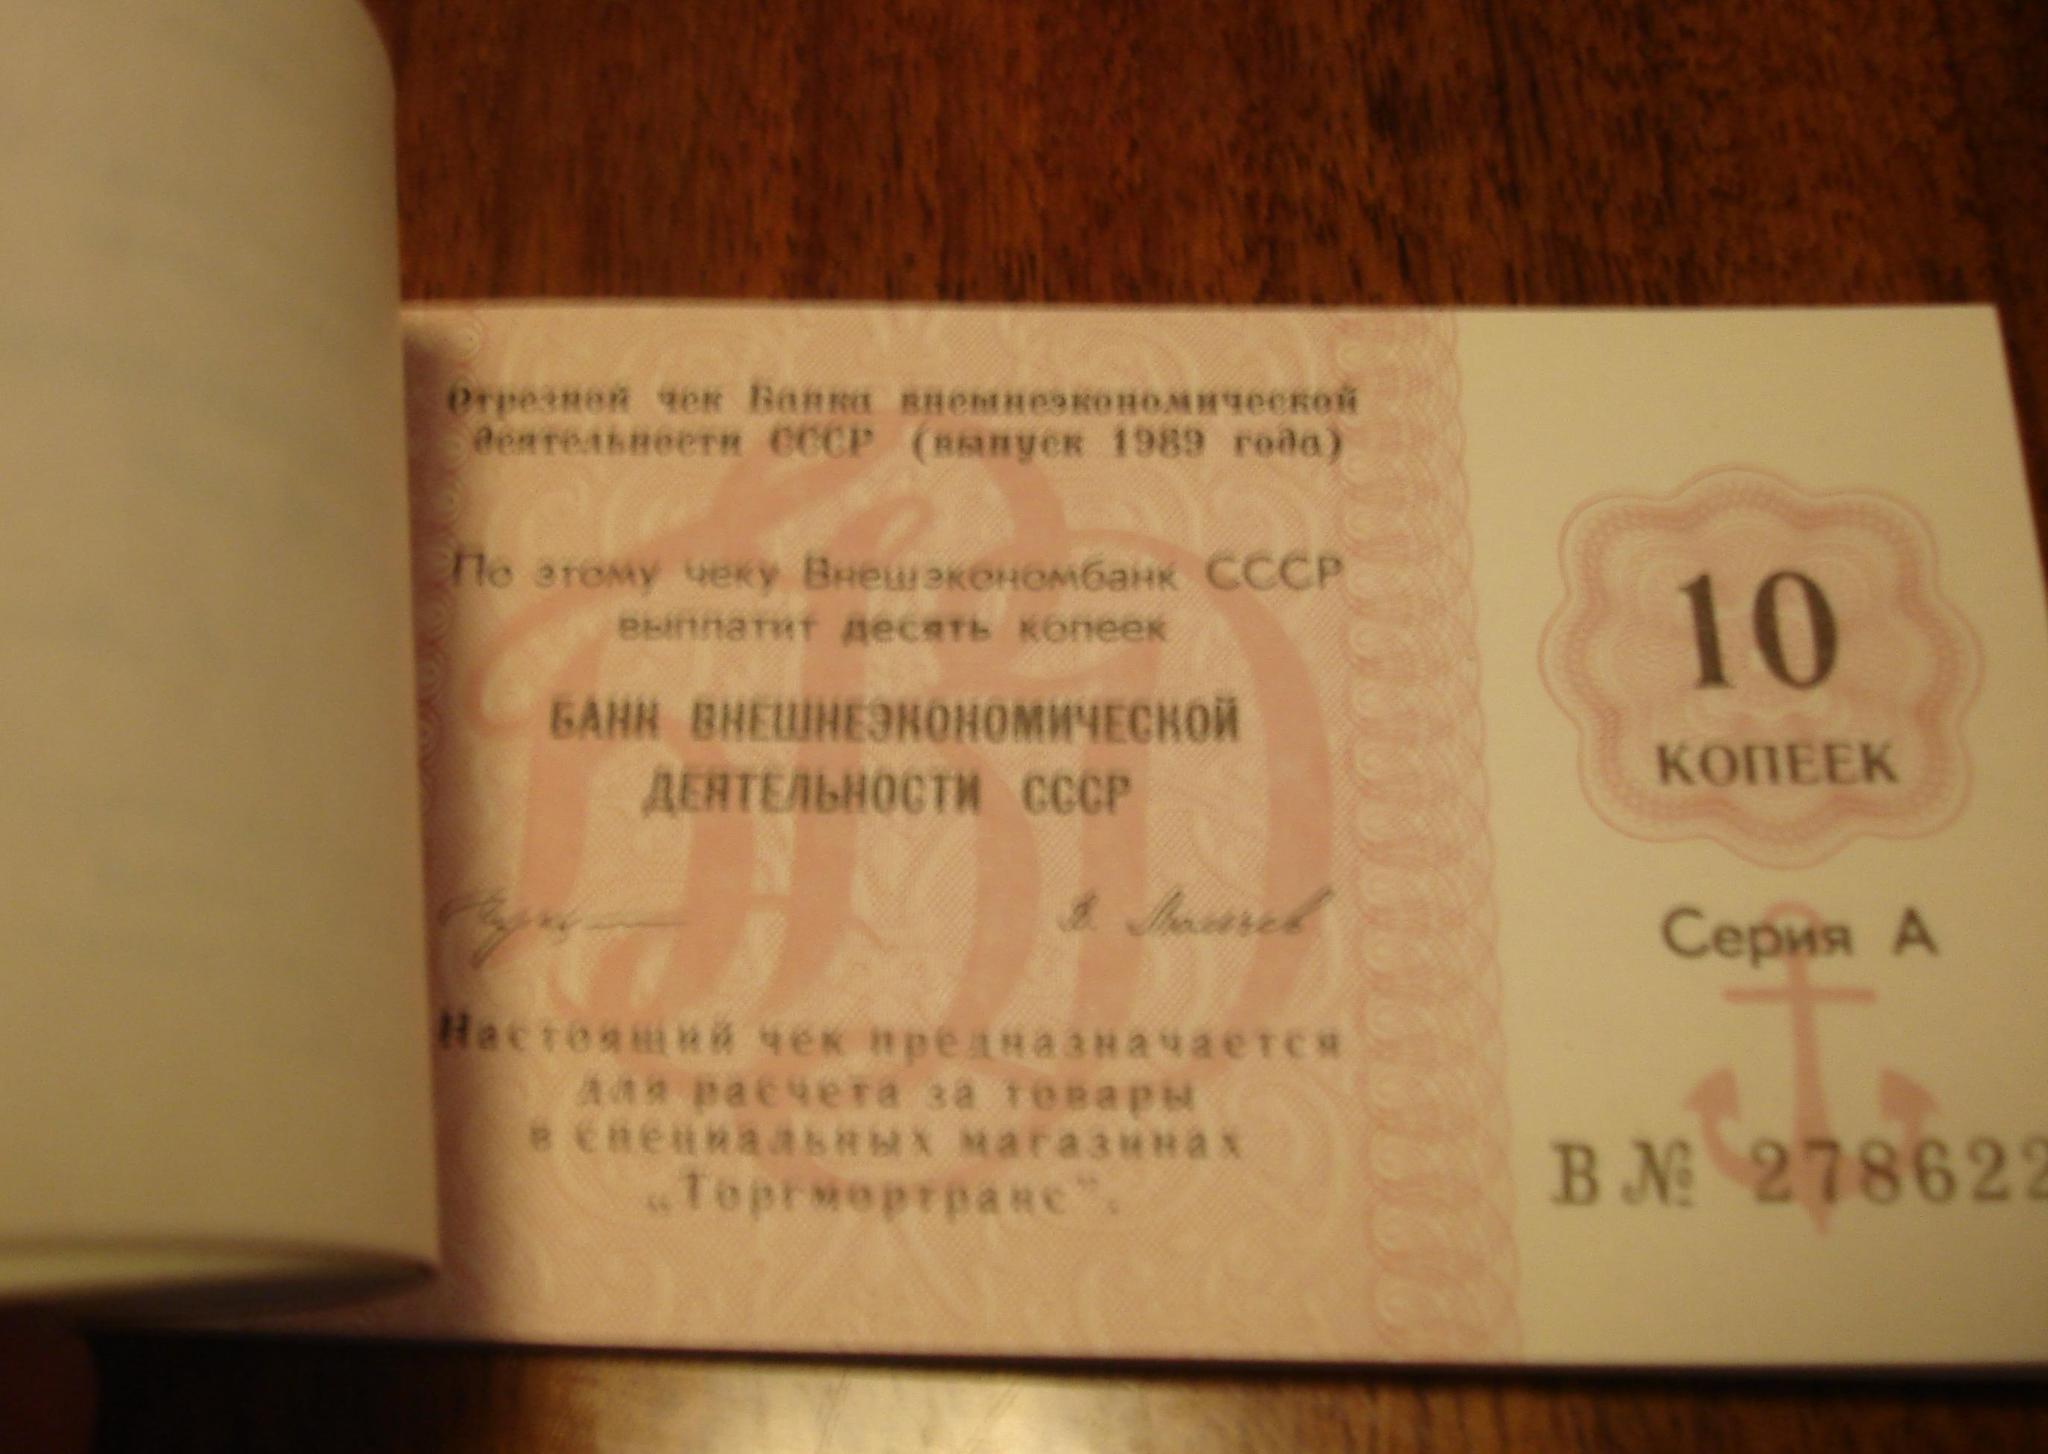 Отрезной чек Банка внешнеэкономической
деятельности СССР (выпуск 1989 года)
По этому чеку Внешэкономбанк СССР
выплатит десять копеек
БАНК ВНЕШНЕЭКОНОМИЧЕСКОЙ
ДЕЯТЕЛЬНОСТИ СССР
Настоящий чек предназначается
для расчета за товары
в специальных магазинах
„Торгмортранс".
10
КОПЕЕК
Серия А
В № 278622